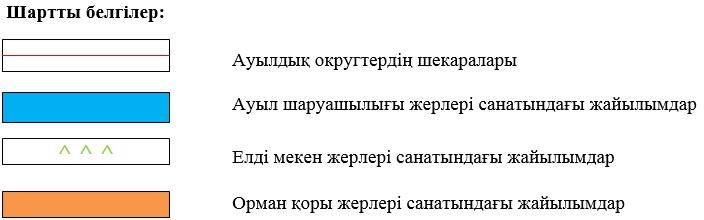 Шартты белгілер:
Ауылдық округтердің шекаралары
Ауыл шаруашылығы жерлері санатындағы жайылымдар
Елді мекен жерлері санатындағы жайылымдар
Орман қоры жерлері санатындағы жайылымдар